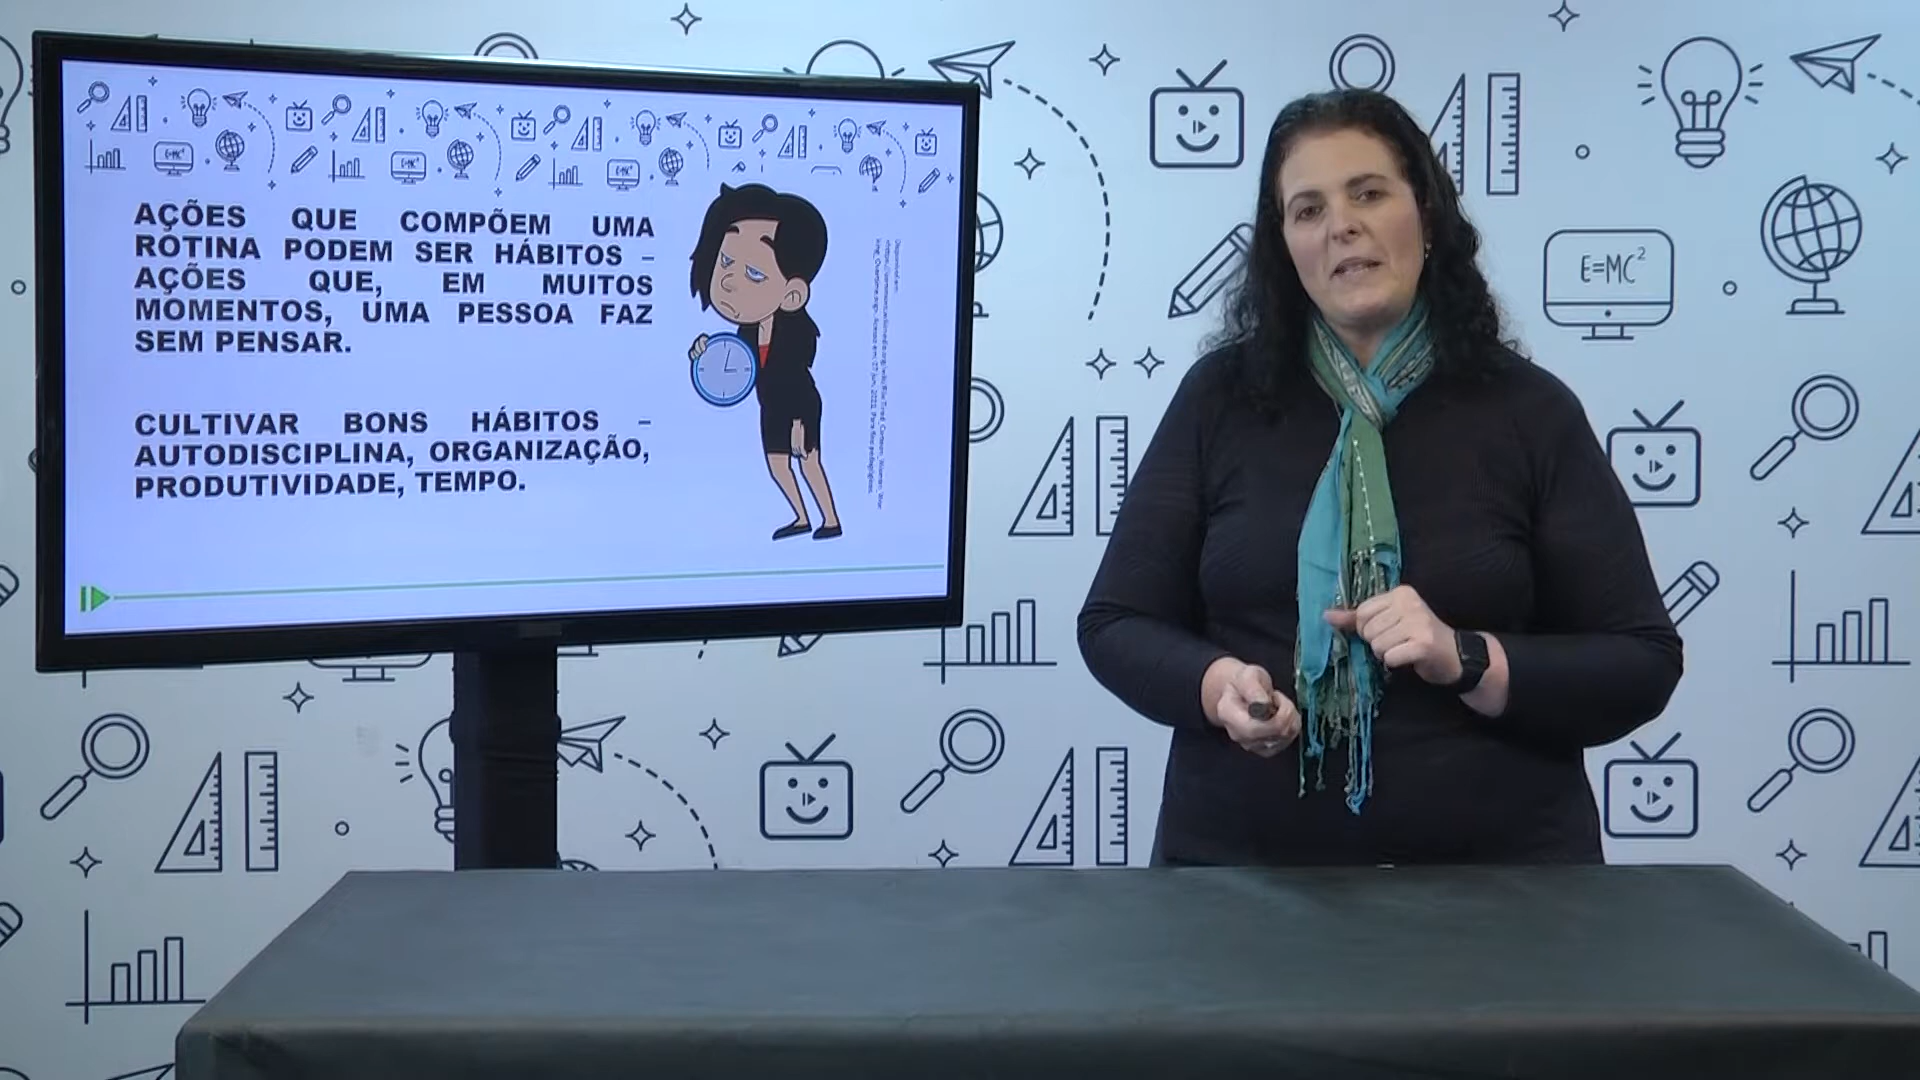 AÇÕES QUE COMPÕEM UMA
ROTINA PODEM SER HÁBITOS –
AÇÕES QUE, EM MUITOS
MOMENTOS, UMA PESSOA FAZ
SEM PENSAR.
CULTIVAR BONS HÁBITOS –
AUTODISCIPLINA, ORGANIZAÇÃO,
PRODUTIVIDADE, TEMPO.
E=MC²